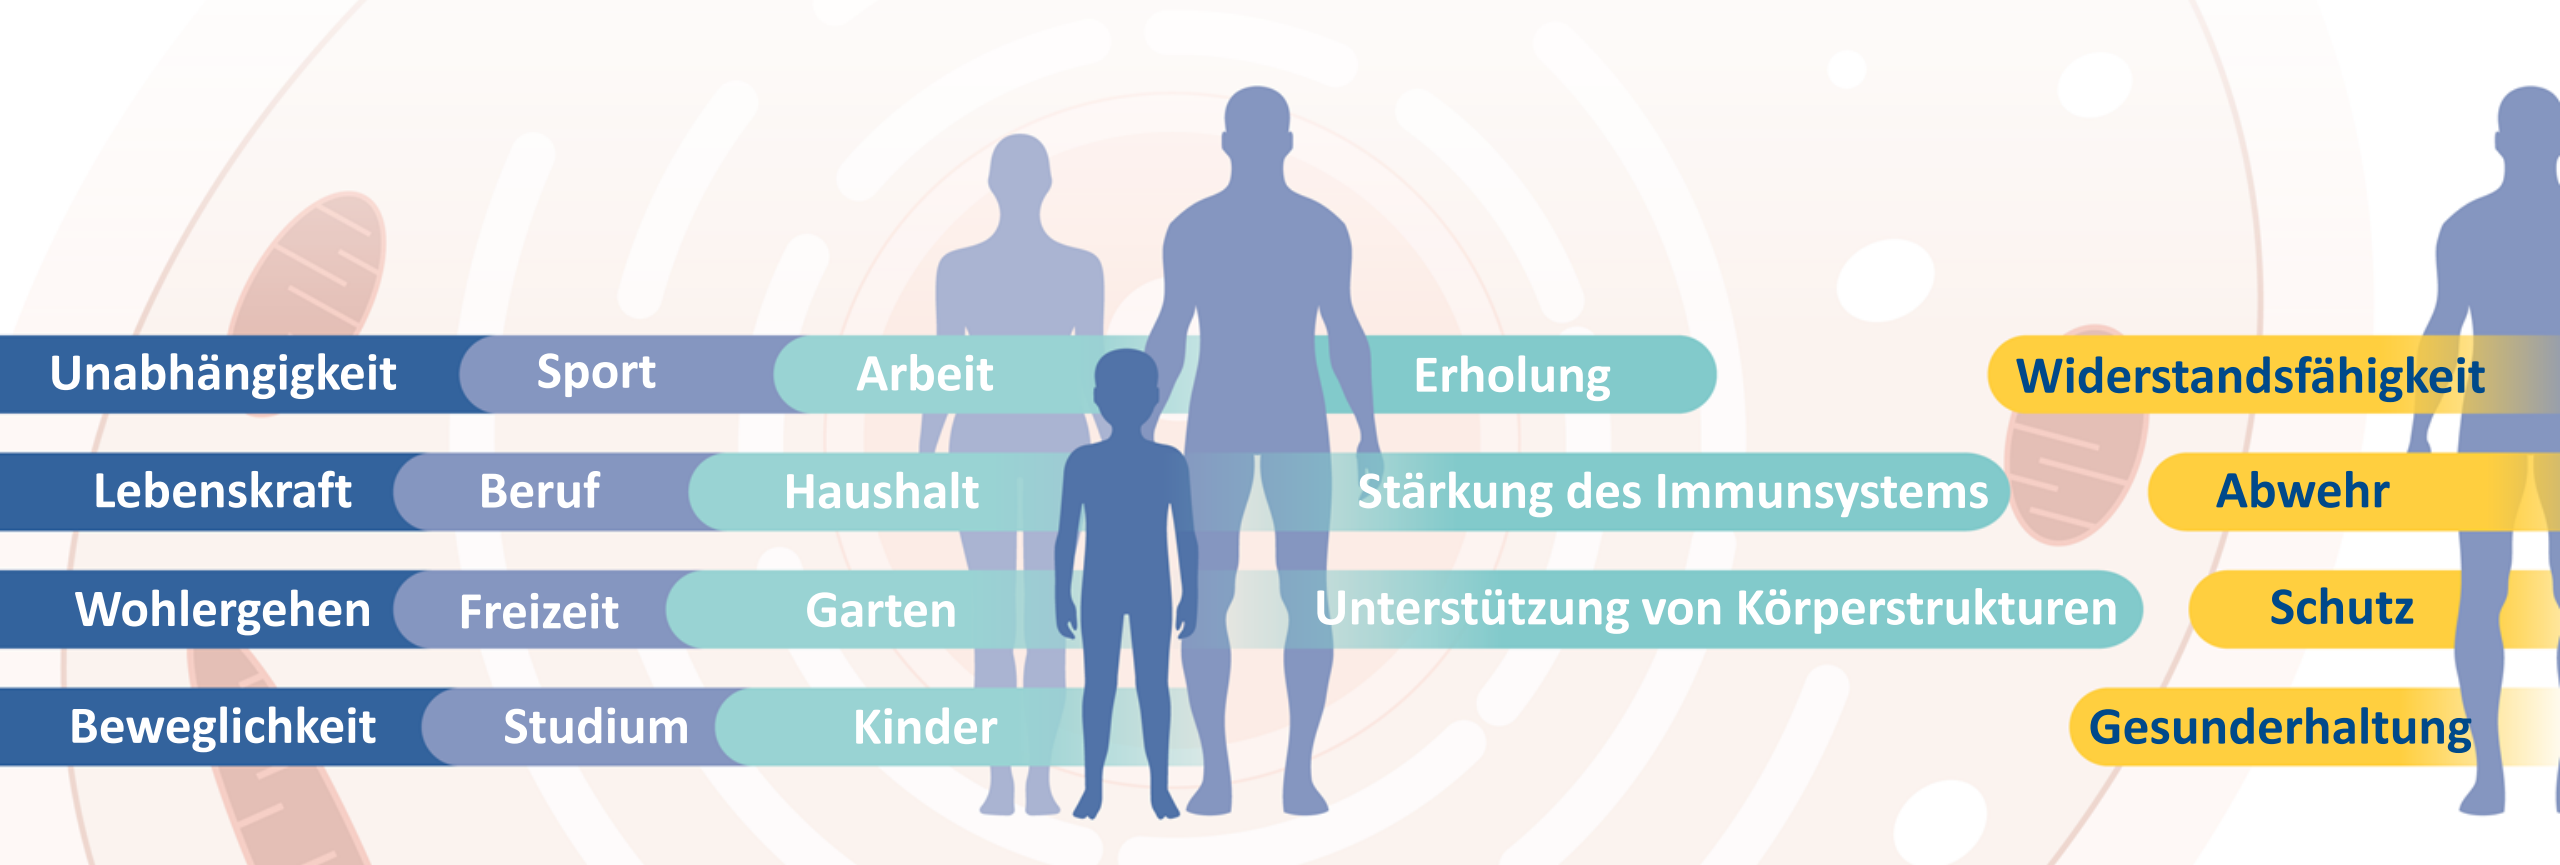 Unabhängigkeit Sport Arbeit Erholung Widerstandsfähigkeit
Lebenskraft Beruf Haushalt Stärkung des Immunsystems Abwehr
Wohlergehen Freizeit Garten Unterstützung von Körperstrukturen Schutz
Beweglichkeit Studium Kinder Gesunderhaltung